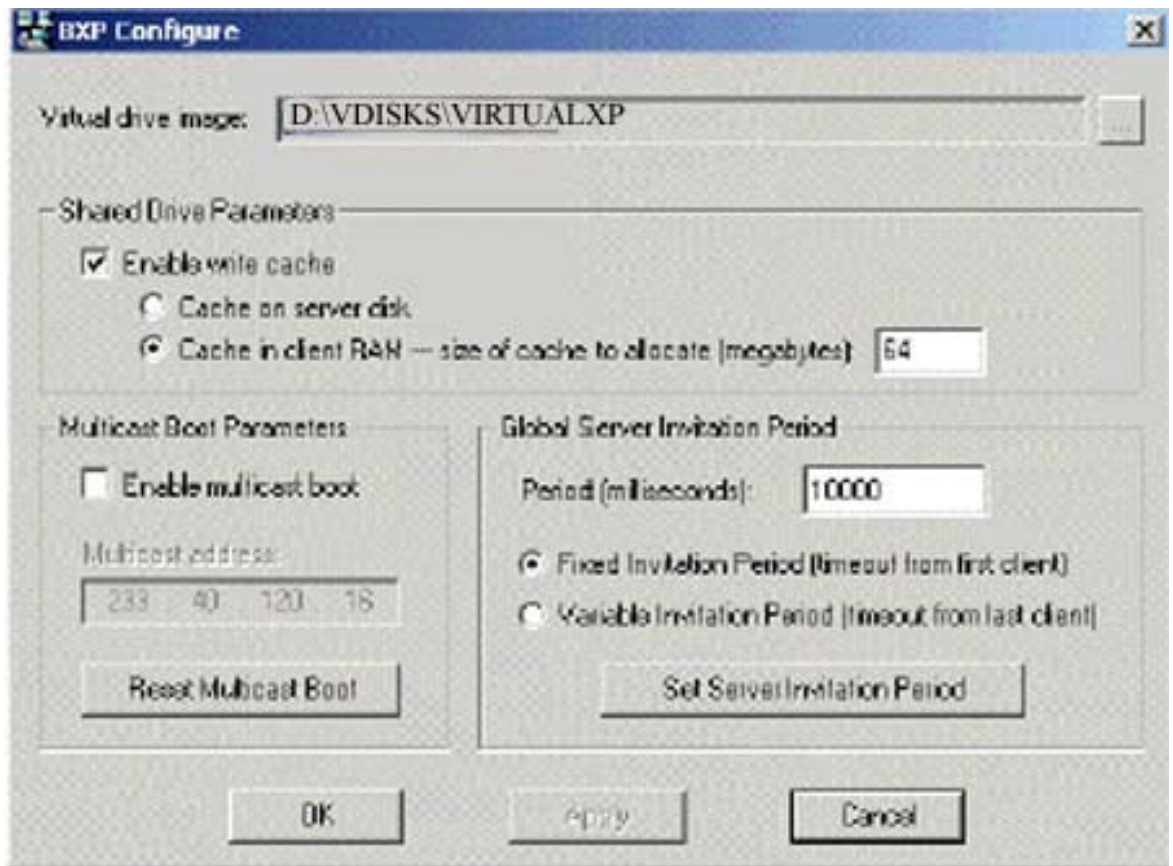 BXP Configure
Virtual drive image: D:\VDISKS\VIRTUALXP ...
Shared Drive Parameters
Enable write cache
Cache on server disk
Cache in client RAM — size of cache to allocate (megabytes) 64
Multicast Boot Parameters
Enable multicast boot
Multicast address:
233 40 120 16
Reset Multicast Boot
Global Server Invitation Period
Period (miliseconds): 10000
Fixed Invitation Period (timeout from first client)
Variable Invitation Period (timeout from last client)
Set Server Invitation Period
OK
Apply
Cancel